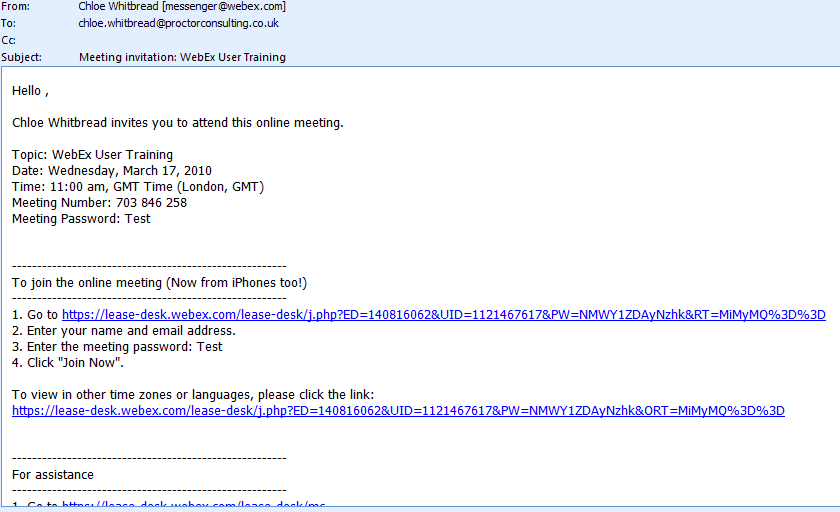 From: Chloe Whitbread [messenger@webex.com]
To: chloe.whitbread@proctorconsulting.co.uk
Cc:
Subject: Meeting invitation: WebEx User Training
Hello ,
Chloe Whitbread invites you to attend this online meeting.
Topic: WebEx User Training
Date: Wednesday, March 17, 2010
Time: 11:00 am, GMT Time (London, GMT)
Meeting Number: 703 846 258
Meeting Password: Test
-------------------------------------------------------
To join the online meeting (Now from iPhones too!)
-------------------------------------------------------
1. Go to https://lease-desk.webex.com/lease-desk/j.php?ED=140816062&UID=1121467617&PW=NMWY1ZDAyNzhk&RT=MiMyMQ%3D%3D
2. Enter your name and email address.
3. Enter the meeting password: Test
4. Click "Join Now".
To view in other time zones or languages, please click the link:
https://lease-desk.webex.com/lease-desk/j.php?ED=140816062&UID=1121467617&PW=NMWY1ZDAyNzhk&ORT=MiMyMQ%3D%3D
-------------------------------------------------------
For assistance
-------------------------------------------------------
1. Go to https://lease-desk.webex.com/lease-desk/mc